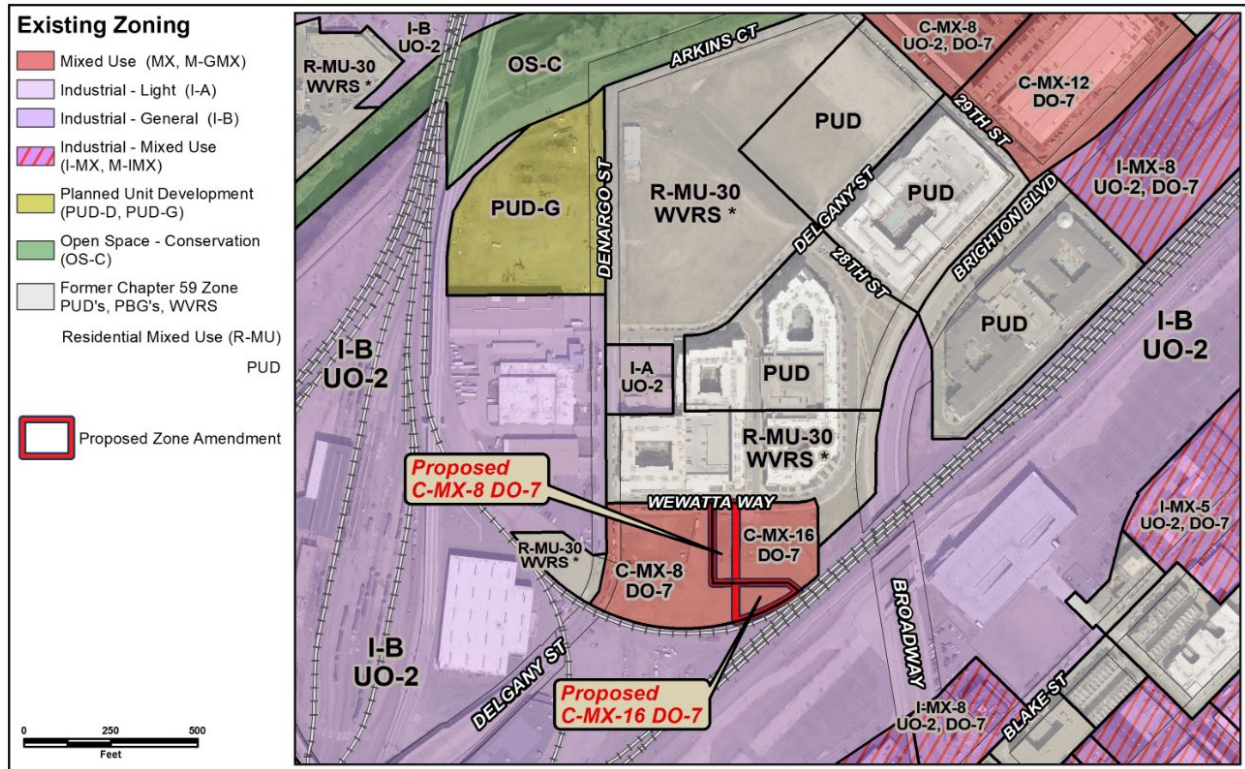 Existing Zoning
Mixed Use (MX, M-GMX)
Industrial - Light (I-A)
Industrial - General (I-B)
Industrial - Mixed Use
(I-MX, M-IMX)
Planned Unit Development
(PUD-D, PUD-G)
Open Space - Conservation
(OS-C)
Former Chapter 59 Zone
PUD's, PBG's, WVRS
Residential Mixed Use (R-MU)
PUD
Proposed Zone Amendment
0 250 500
Feet
I-B
UO-2
R-MU-30
WVRS *
OS-C
ARKINS CT
C-MX-8
UO-2, DO-7
C-MX-12
DO-7
29TH ST
PUD
I-MX-8
UO-2, DO-7
PUD-G
DENARGO ST
R-MU-30
WVRS *
DELGANY ST
PUD
BRIGHTON BLVD
28TH ST
PUD
I-B
UO-2
I-B
UO-2
I-A
UO-2
PUD
R-MU-30
WVRS *
Proposed
C-MX-8 DO-7
WEWATTA WAY
I-MX-5
UO-2, DO-7
R-MU-30
WVRS *
C-MX-8
DO-7
C-MX-16
DO-7
BROADWAY
I-B
UO-2
DELGANY ST
Proposed
C-MX-16 DO-7
I-MX-8
UO-2, DO-7
BLAKE ST